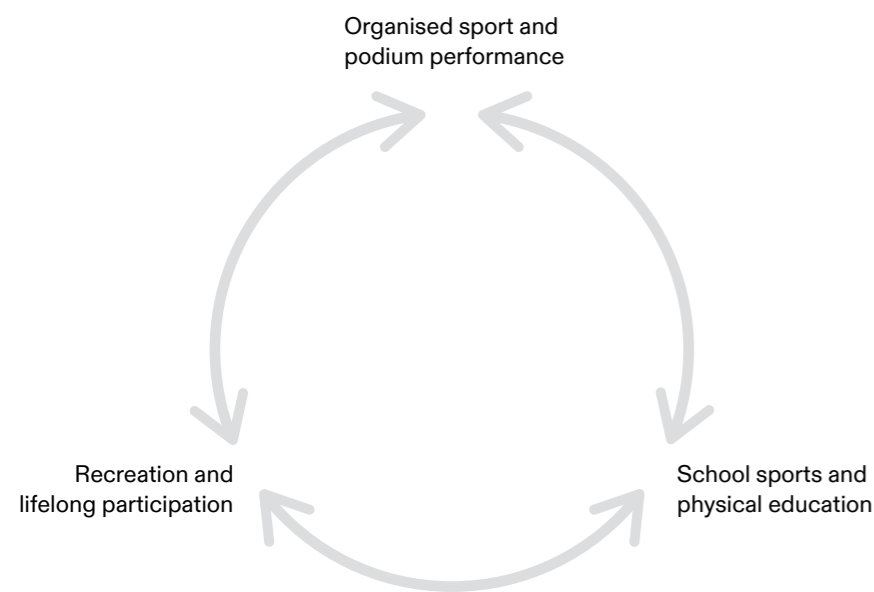 Organised sport and
podium performance
Recreation and
lifelong participation
School sports and
physical education